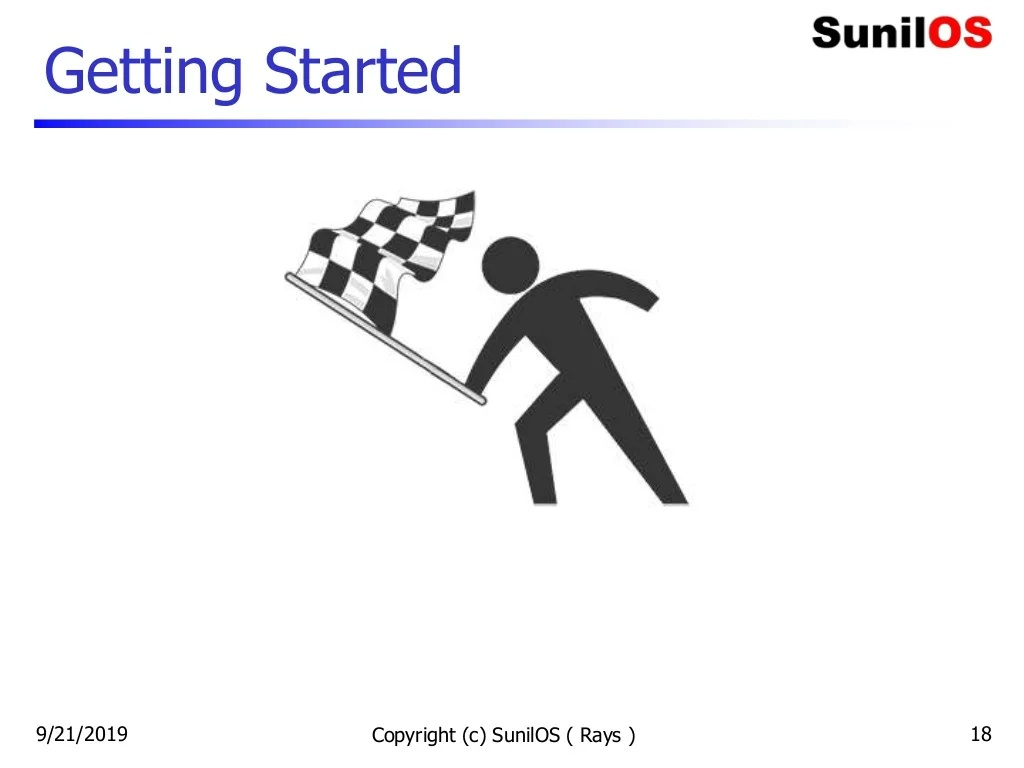 SunilOS
Getting Started
9/21/2019
Copyright (c) SunilOS ( Rays )
18